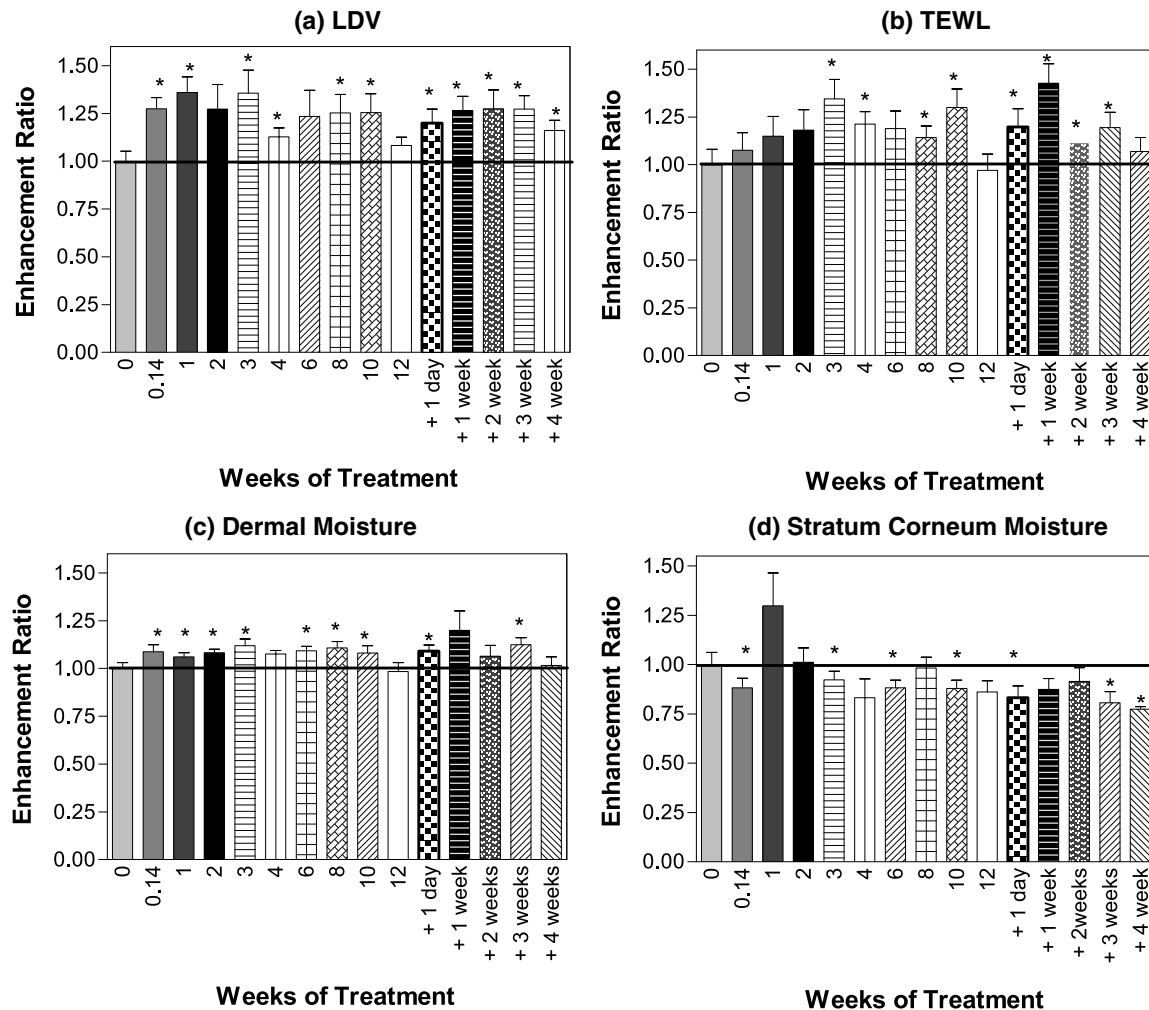 (a) LDV
Enhancement Ratio
1.50
1.25
1.00
0.75
0.50
0.25
0.00
* * * * * * * * * * *
0 0.14 1 2 3 4 6 8 10 12 + 1 day + 1 week + 2 week + 3 week + 4 week
Weeks of Treatment
(b) TEWL
Enhancement Ratio
1.50
1.25
1.00
0.75
0.50
0.25
0.00
* * * * * * * *
0 0.14 1 2 3 4 6 8 10 12 + 1 day + 1 week + 2 week + 3 week + 4 week
Weeks of Treatment
(c) Dermal Moisture
Enhancement Ratio
1.50
1.25
1.00
0.75
0.50
0.25
0.00
* * * * * * * * *
0 0.14 1 2 3 4 6 8 10 12 + 1 day + 1 week + 2 weeks + 3 weeks + 4 weeks
Weeks of Treatment
(d) Stratum Corneum Moisture
Enhancement Ratio
1.50
1.25
1.00
0.75
0.50
0.25
0.00
* * * * * * *
0 0.14 1 2 3 4 6 8 10 12 + 1 day + 1 week + 2weeks + 3 weeks + 4 week
Weeks of Treatment